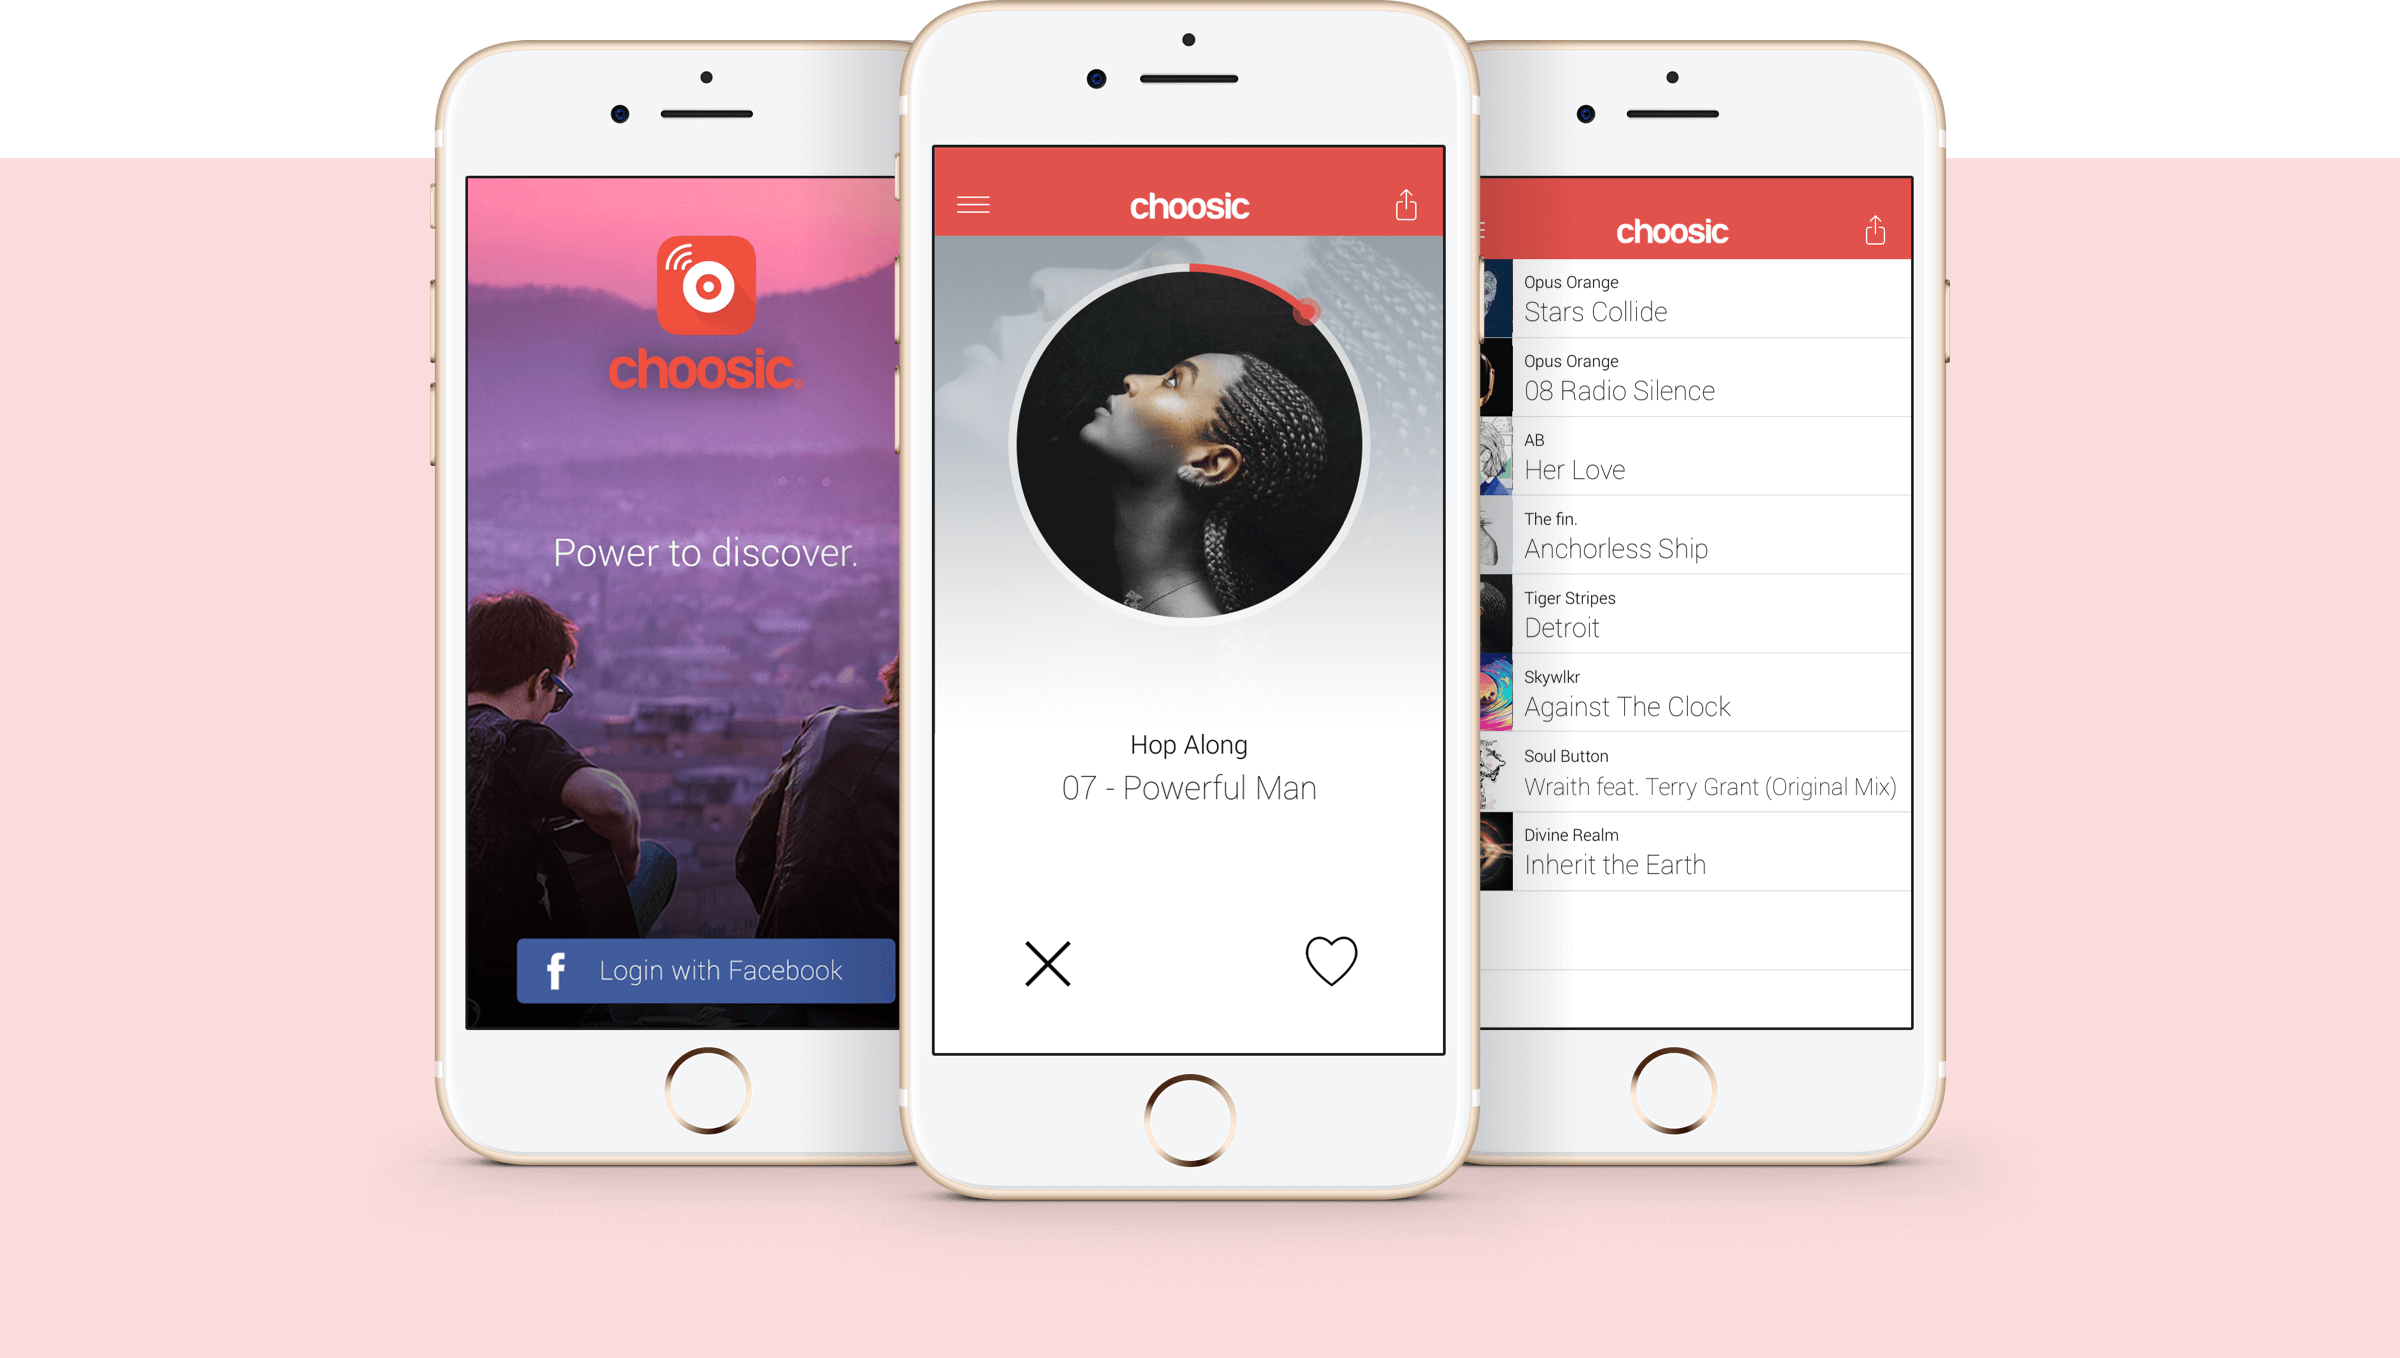 choosic
Power to discover.
f Login with Facebook
choosic
Hop Along
07 - Powerful Man
choosic
Opus Orange
Stars Collide
Opus Orange
08 Radio Silence
AB
Her Love
The fin.
Anchorless Ship
Tiger Stripes
Detroit
Skywlkr
Against The Clock
Soul Button
Wraith feat. Terry Grant (Original Mix)
Divine Realm
Inherit the Earth